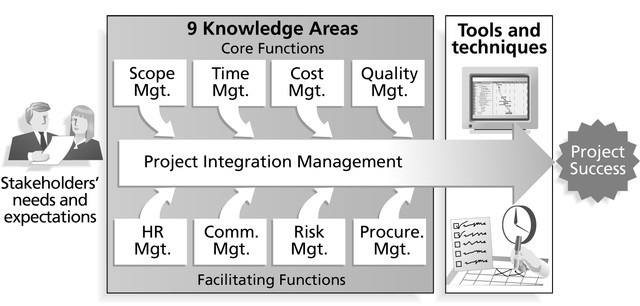 9 Knowledge Areas
Core Functions
Scope
Mgt.
Time
Mgt.
Cost
Mgt.
Quality
Mgt.
Tools and
techniques
Stakeholders'
needs and
expectations
Project Integration Management
Project
Success
HR
Mgt.
Comm.
Mgt.
Risk
Mgt.
Procure.
Mgt.
Facilitating Functions